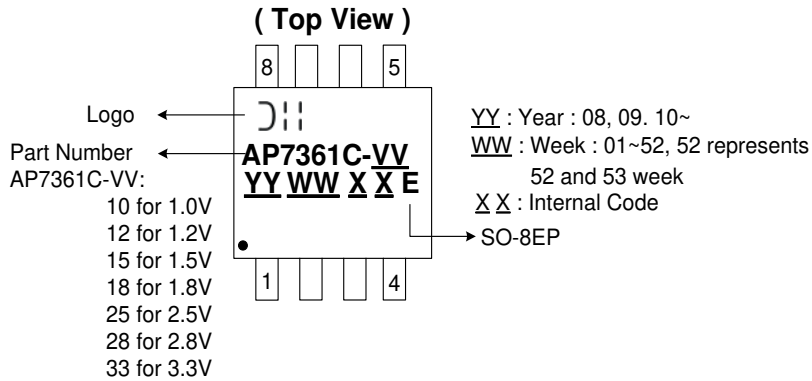 ( Top View )
8 5
Logo
Part Number
AP7361C-VV:
10 for 1.0V
12 for 1.2V
15 for 1.5V
18 for 1.8V
25 for 2.5V
28 for 2.8V
33 for 3.3V
AP7361C-VV
YY WW X X E
1 4
YY : Year : 08, 09. 10~
WW : Week : 01~52, 52 represents
52 and 53 week
X X : Internal Code
SO-8EP